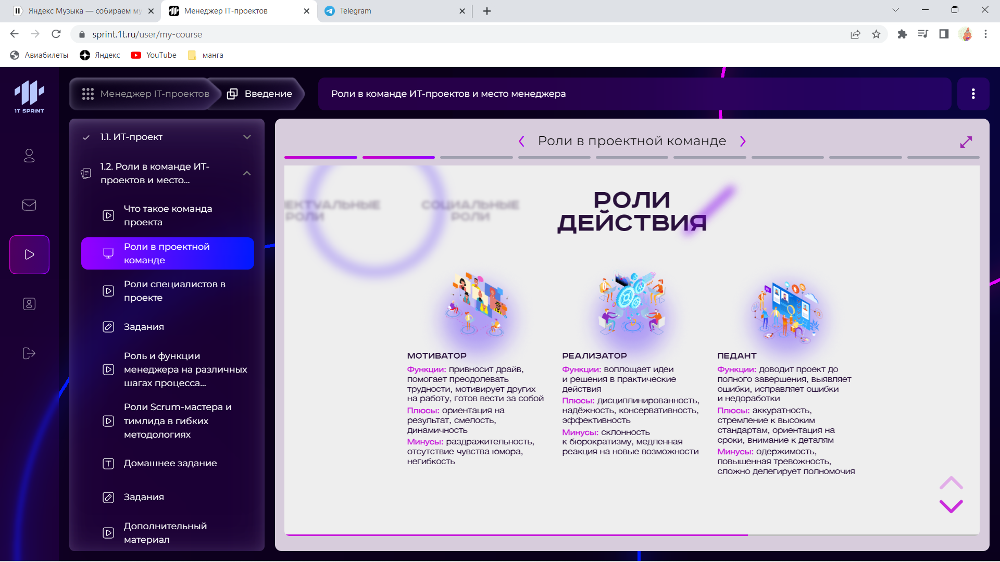 Яндекс Музыка — собираем му
Менеджер IT-проектов
Telegram
sprint.1t.ru/user/my-course
Авиабилеты
Яндекс
YouTube
манга
1T SPRINT
Менеджер IT-проектов
Введение
Роли в команде ИТ-проектов и место менеджера
1.1. ИТ-проект
1.2. Роли в команде ИТ-
проектов и место...
Что такое команда
проекта
Роли в проектной
команде
Роли специалистов в
проекте
Задания
Роль и функции
менеджера на различных
шагах процесса...
Роли Scrum-мастера и
тимлида в гибких
методологиях
Домашнее задание
Задания
Дополнительный
материал
Роли в проектной команде
ЕКТУАЛЬНЫЕ
РОЛИ
СОЦИАЛЬНЫЕ
РОЛИ
РОЛИ
ДЕЙСТВИЯ
МОТИВАТОР
Функции: привносит драйв,
помогает преодолевать
трудности, мотивирует других
на работу, готов вести за собой
Плюсы: ориентация на
результат, смелость,
динамичность
Минусы: раздражительность,
отсутствие чувства юмора,
негибкость
РЕАЛИЗАТОР
Функции: воплощает идеи
и решения в практические
действия
Плюсы: дисциплинированность,
надёжность, консервативность,
эффективность
Минусы: склонность
к бюрократизму, медленная
реакция на новые возможности
ПЕДАНТ
Функции: доводит проект до
полного завершения, выявляет
ошибки, исправляет ошибки
и недоработки
Плюсы: аккуратность,
стремление к высоким
стандартам, ориентация на
сроки, внимание к деталям
Минусы: одержимость,
повышенная тревожность,
сложно делегирует полномочия